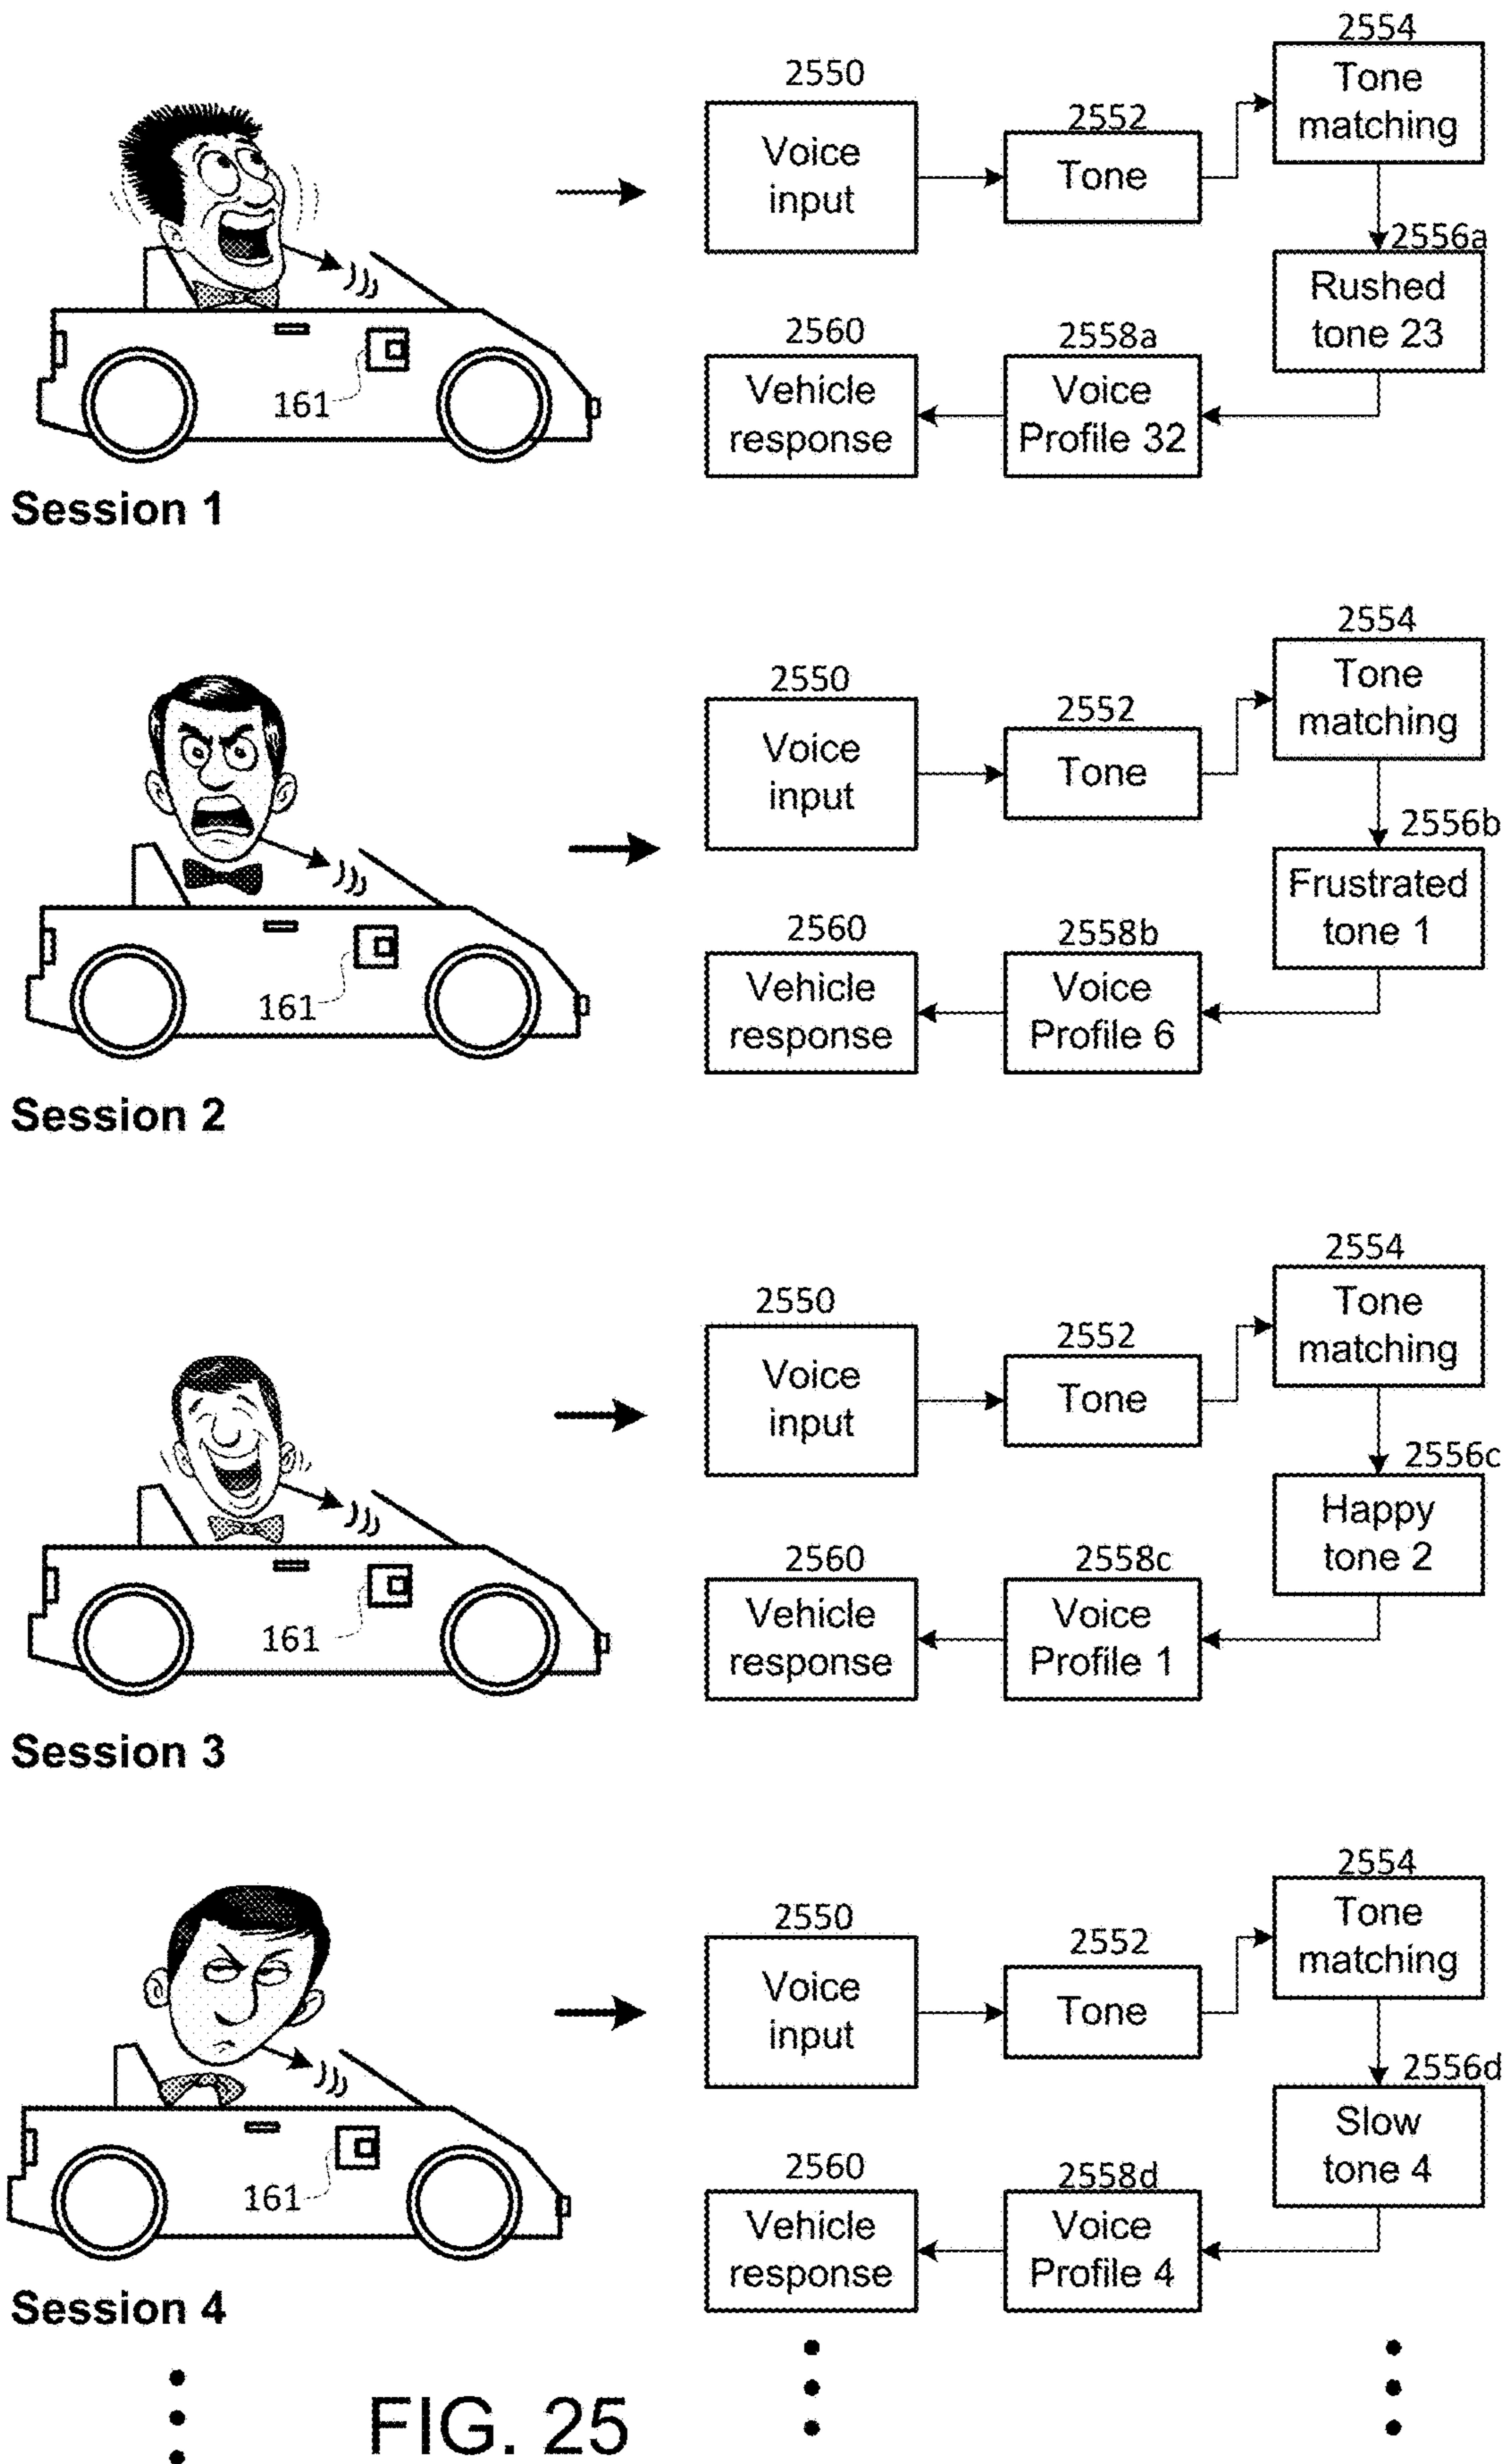 2554
2550
Tone
matching
2552
Voice
input
Tone
2556a
Rushed
tone 23
2560
2558a
161
Vehicle
response
Voice
Profile 32
Session 1
2554
2550
Tone
matching
2552
Voice
input
Tone
2556b
Frustrated
tone 1
2560
2558b
161
Vehicle
response
Voice
Profile 6
Session 2
2554
2550
Tone
matching
2552
Voice
input
Tone
2556c
Happy
tone 2
2560
2558c
161
Vehicle
response
Voice
Profile 1
Session 3
2554
2550
Tone
matching
2552
Voice
input
Tone
2556d
Slow
tone 4
2560
2558d
161
Vehicle
response
Voice
Profile 4
Session 4
FIG. 25